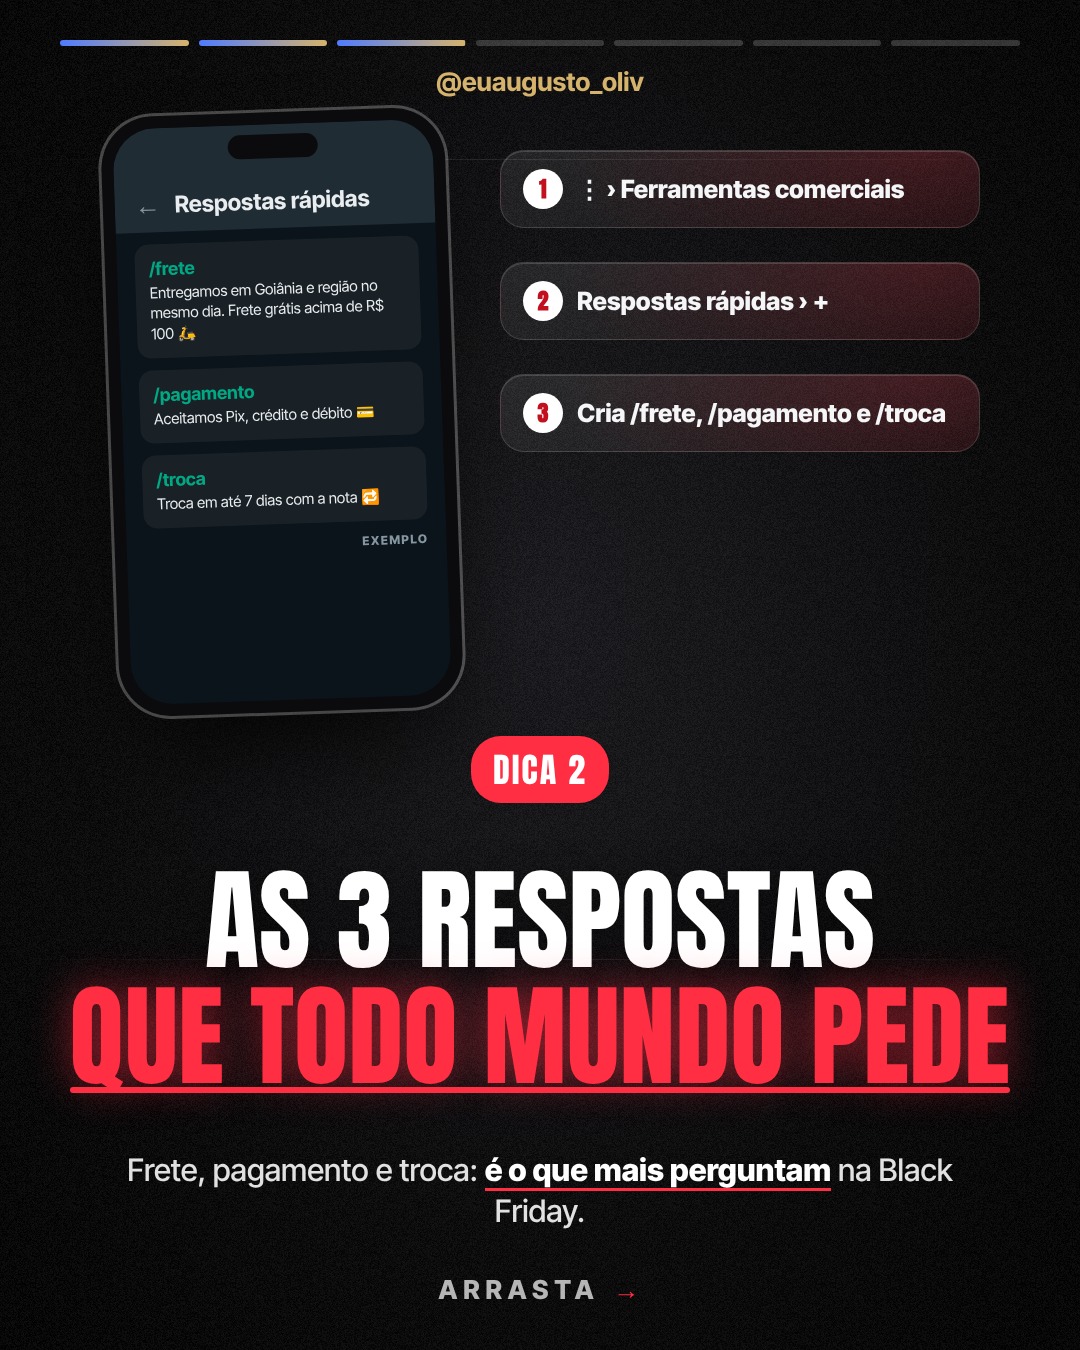 @euaugusto_oliv
← Respostas rápidas
/frete
Entregamos em Goiânia e região no
mesmo dia. Frete grátis acima de R$
100 🛵
/pagamento
Aceitamos Pix, crédito e débito 💳
/troca
Troca em até 7 dias com a nota 🔁
EXEMPLO
1 ⋮ › Ferramentas comerciais
2 Respostas rápidas › +
3 Cria /frete, /pagamento e /troca
DICA 2
AS 3 RESPOSTAS
QUE TODO MUNDO PEDE
Frete, pagamento e troca: é o que mais perguntam na Black
Friday.
ARRASTA →